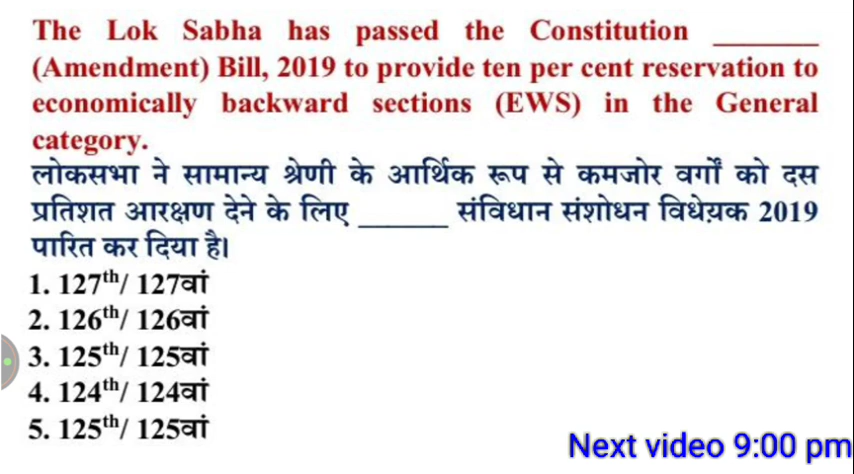 The Lok Sabha has passed the Constitution ________
(Amendment) Bill, 2019 to provide ten per cent reservation to
economically backward sections (EWS) in the General
category.
लोकसभा ने सामान्य श्रेणी के आर्थिक रूप से कमजोर वर्गों को दस
प्रतिशत आरक्षण देने के लिए _______ संविधान संशोधन विधेय़क 2019
पारित कर दिया है।
1. 127th/ 127वां
2. 126th/ 126वां
3. 125th/ 125वां
4. 124th/ 124वां
5. 125th/ 125वां
Next video 9:00 pm